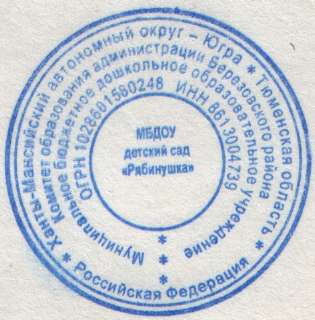 * Российская Федерация * Ханты-Мансийский автономный округ – Югра * Тюменская область
Комитет образования администрации Березовского района
* Муниципальное бюджетное дошкольное образовательное учреждение
* ОГРН 1028601580248 ИНН 8613004739
МБДОУ
детский сад
«Рябинушка»